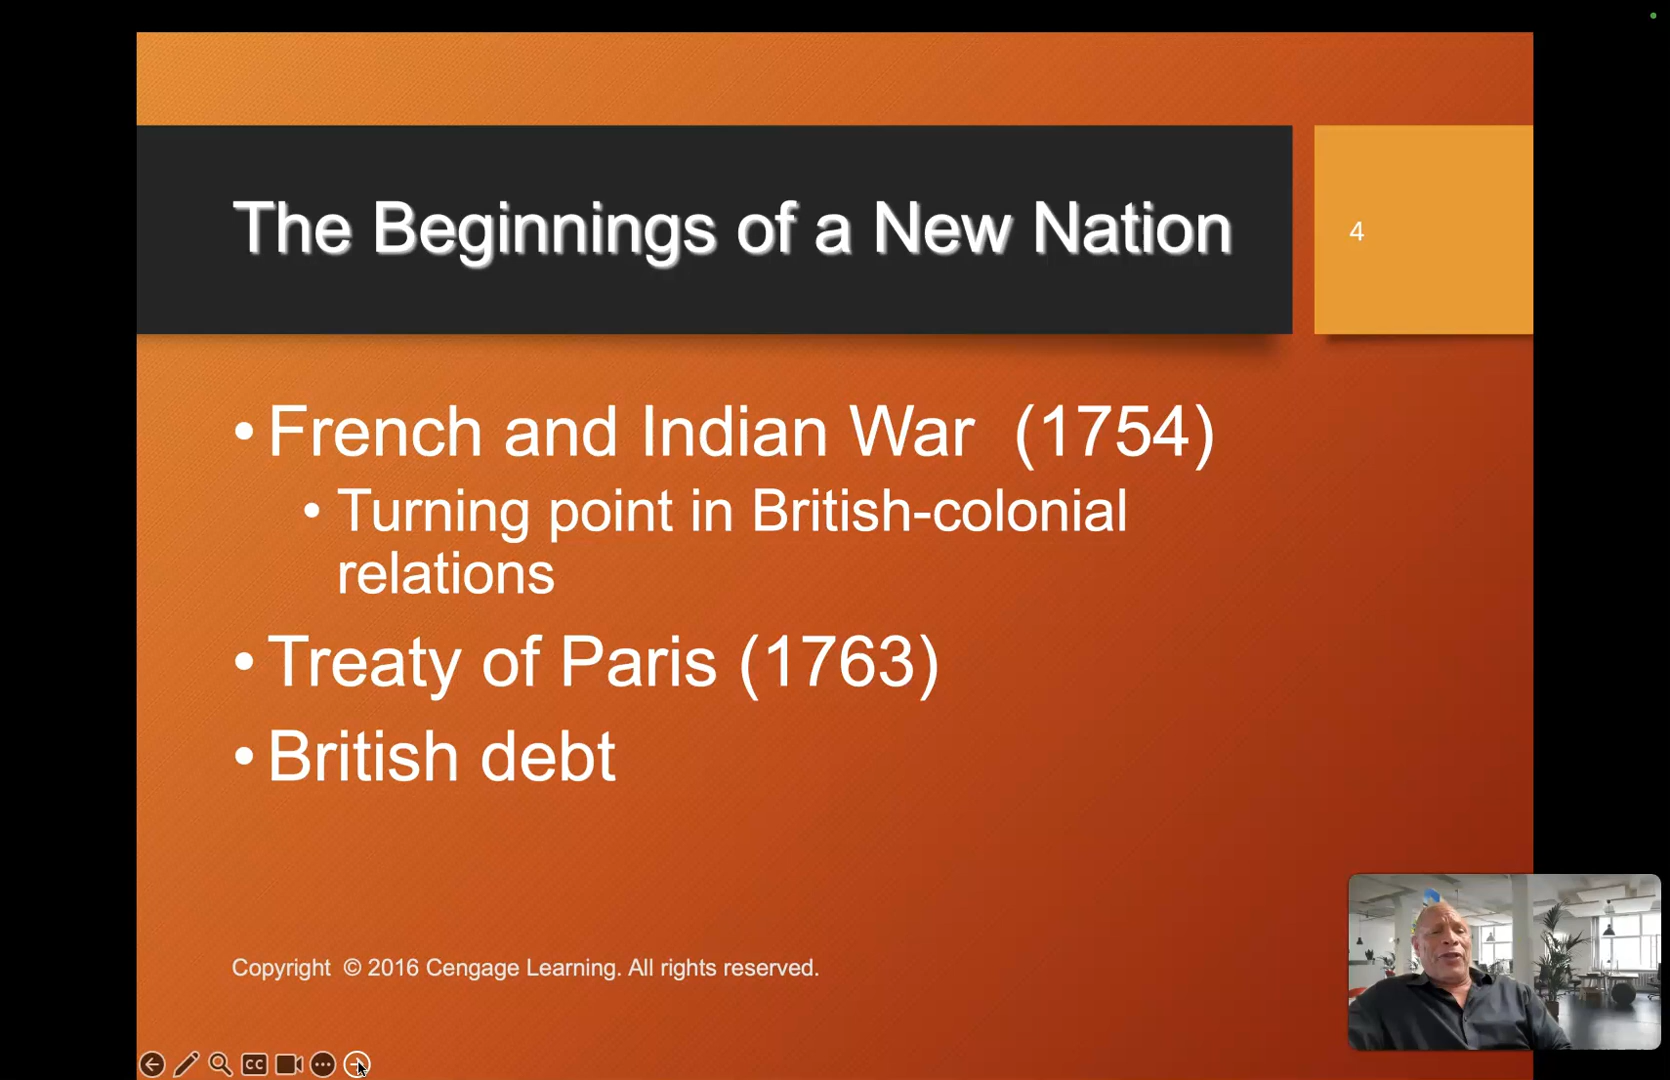 The Beginnings of a New Nation
4
• French and Indian War (1754)
• Turning point in British-colonial
relations
• Treaty of Paris (1763)
• British debt
Copyright © 2016 Cengage Learning. All rights reserved.
CC